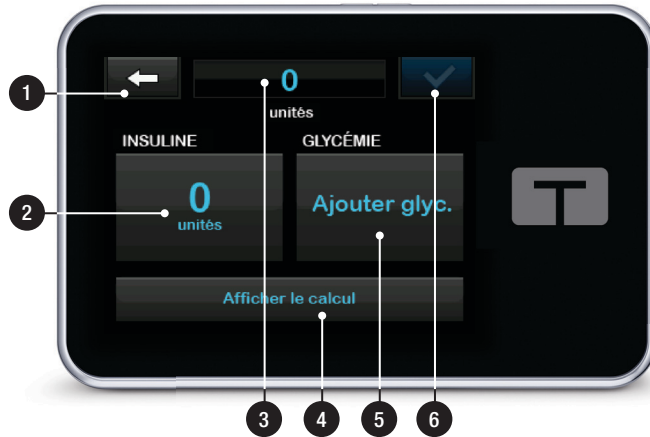 0
unités
INSULINE GLYCÉMIE
0
unités
Ajouter glyc.
Afficher le calcul
1
2
3 4 5 6
T